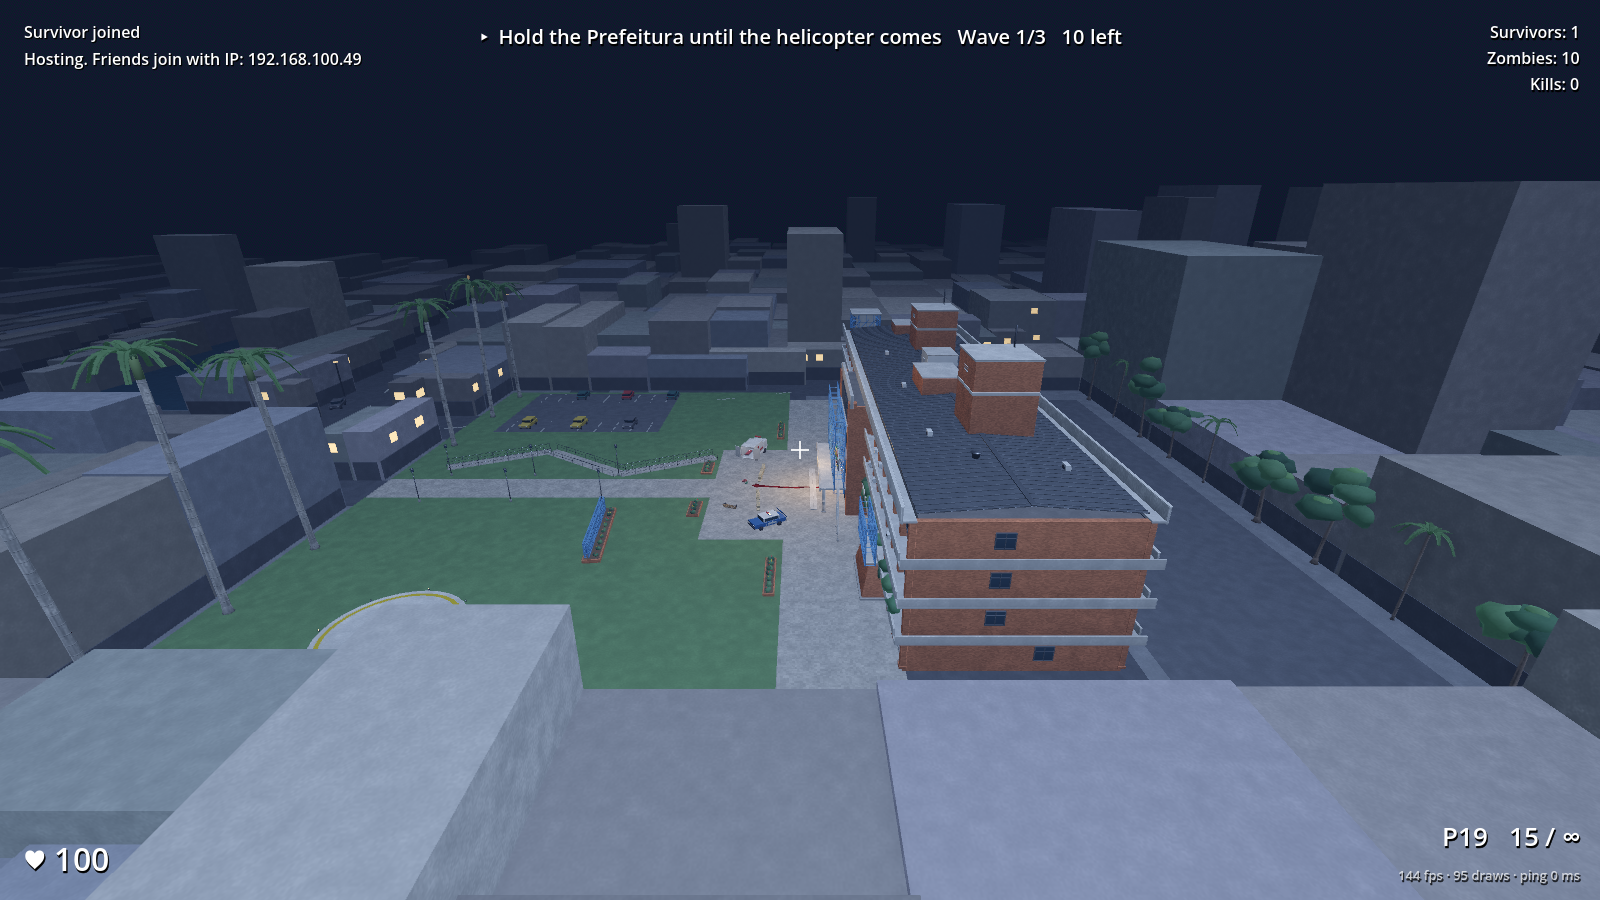 Survivor joined
Hosting. Friends join with IP: 192.168.100.49
‣ Hold the Prefeitura until the helicopter comes Wave 1/3 10 left
Survivors: 1
Zombies: 10
Kills: 0
♥ 100
P19 15 / ∞
144 fps · 95 draws · ping 0 ms